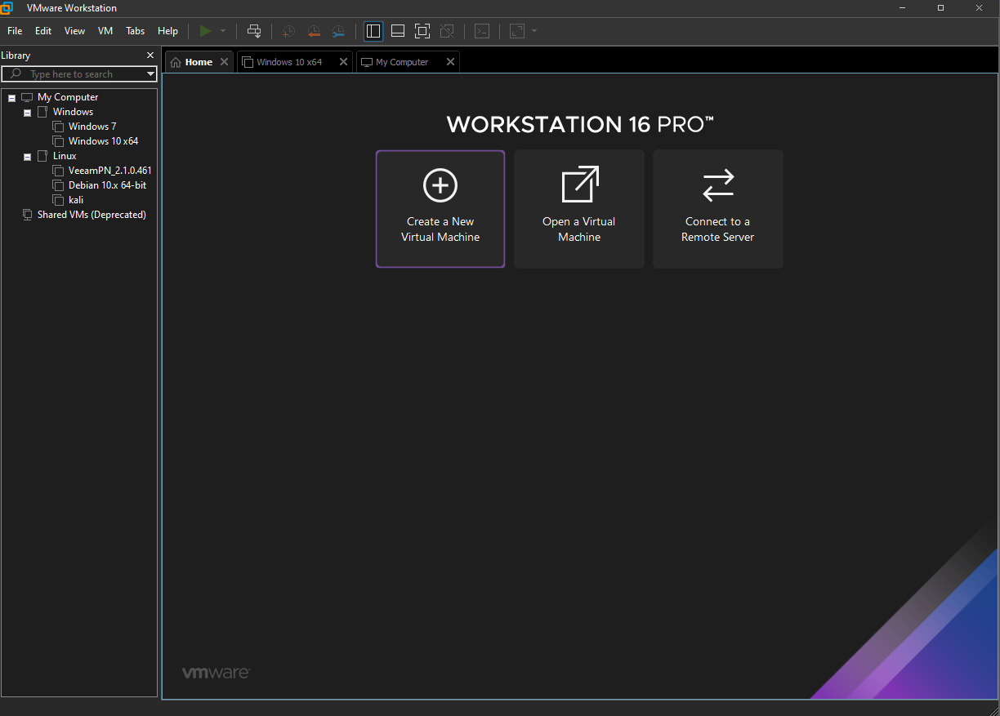 VMware Workstation
File Edit View VM Tabs Help
Library
Type here to search
My Computer
Windows
Windows 7
Windows 10 x64
Linux
VeeamPN_2.1.0.461
Debian 10.x 64-bit
kali
Shared VMs (Deprecated)
Home Windows 10 x64 My Computer
WORKSTATION 16 PRO™
Create a New
Virtual Machine
Open a Virtual
Machine
Connect to a
Remote Server
vmware®